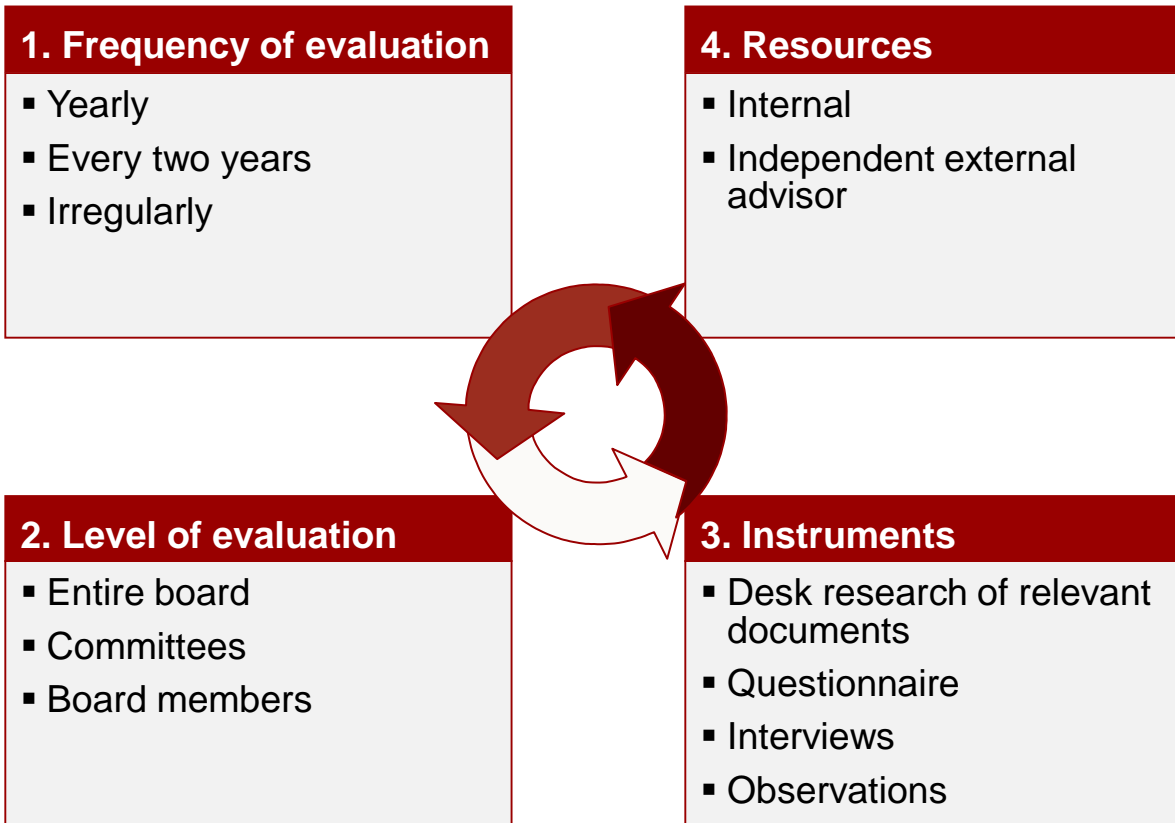 1. Frequency of evaluation
▪ Yearly
▪ Every two years
▪ Irregularly
2. Level of evaluation
▪ Entire board
▪ Committees
▪ Board members
3. Instruments
▪ Desk research of relevant
documents
▪ Questionnaire
▪ Interviews
▪ Observations
4. Resources
▪ Internal
▪ Independent external
advisor